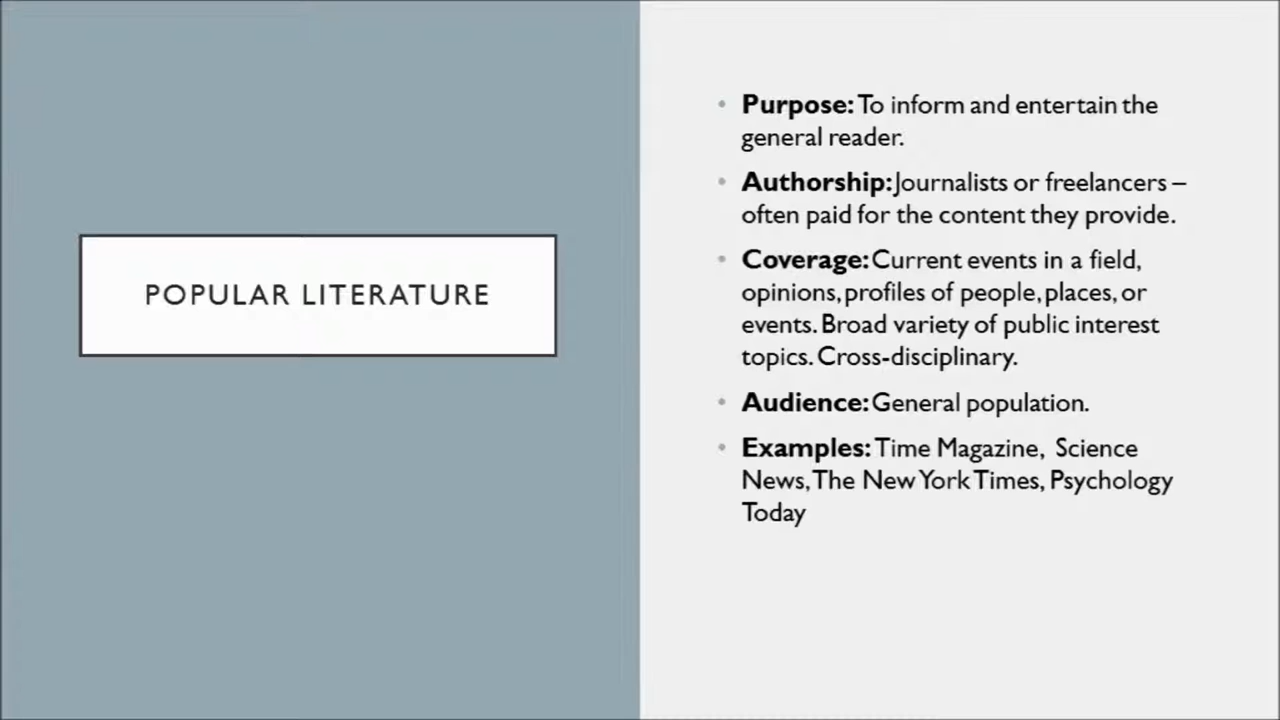 POPULAR LITERATURE
• Purpose: To inform and entertain the
general reader.
• Authorship: Journalists or freelancers –
often paid for the content they provide.
• Coverage: Current events in a field,
opinions, profiles of people, places, or
events. Broad variety of public interest
topics. Cross-disciplinary.
• Audience: General population.
• Examples: Time Magazine, Science
News, The New York Times, Psychology
Today